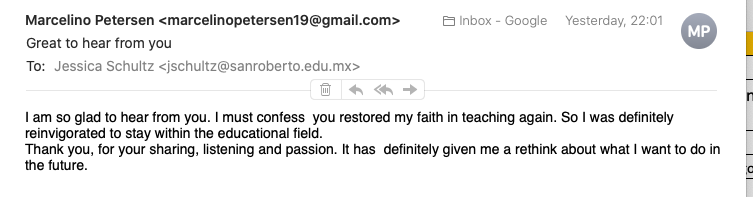 Marcelino Petersen <marcelinopetersen19@gmail.com>
Inbox - Google
Yesterday, 22:01
MP
Great to hear from you
To: Jessica Schultz <jschultz@sanroberto.edu.mx>
I am so glad to hear from you. I must confess  you restored my faith in teaching again. So I was definitely
reinvigorated to stay within the educational field.
Thank you, for your sharing, listening and passion. It has  definitely given me a rethink about what I want to do in
the future.